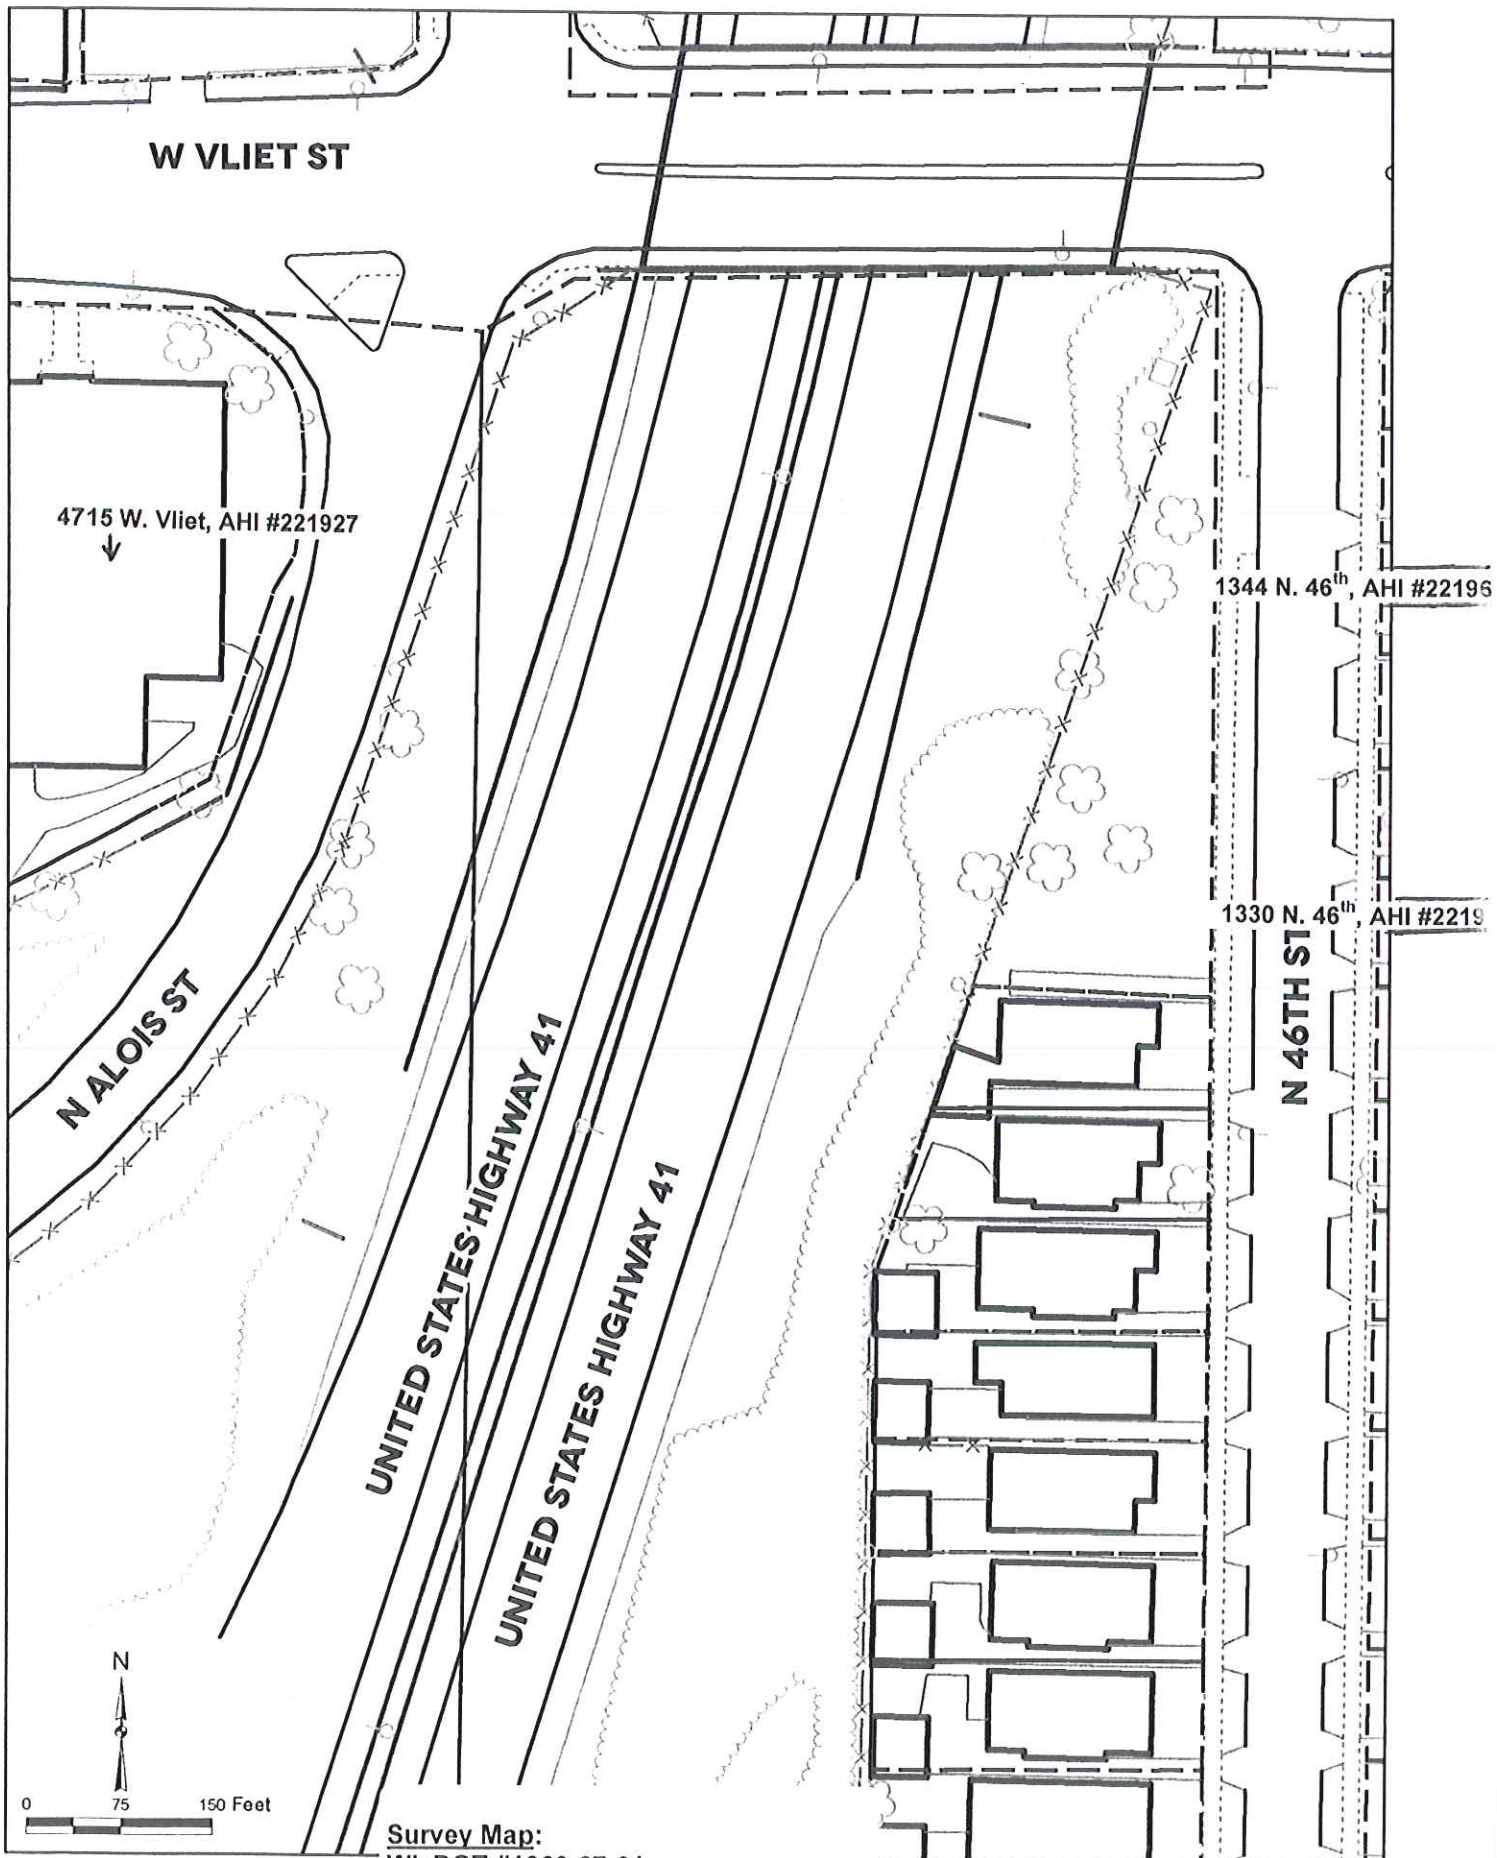 W VLIET ST
4715 W. Vliet, AHI #221927
1344 N. 46th, AHI #22196
1330 N. 46th, AHI #2219
N 46TH ST
N ALOIS ST
UNITED STATES HIGHWAY 41
UNITED STATES HIGHWAY 41
N
0 75 150 Feet
Survey Map: